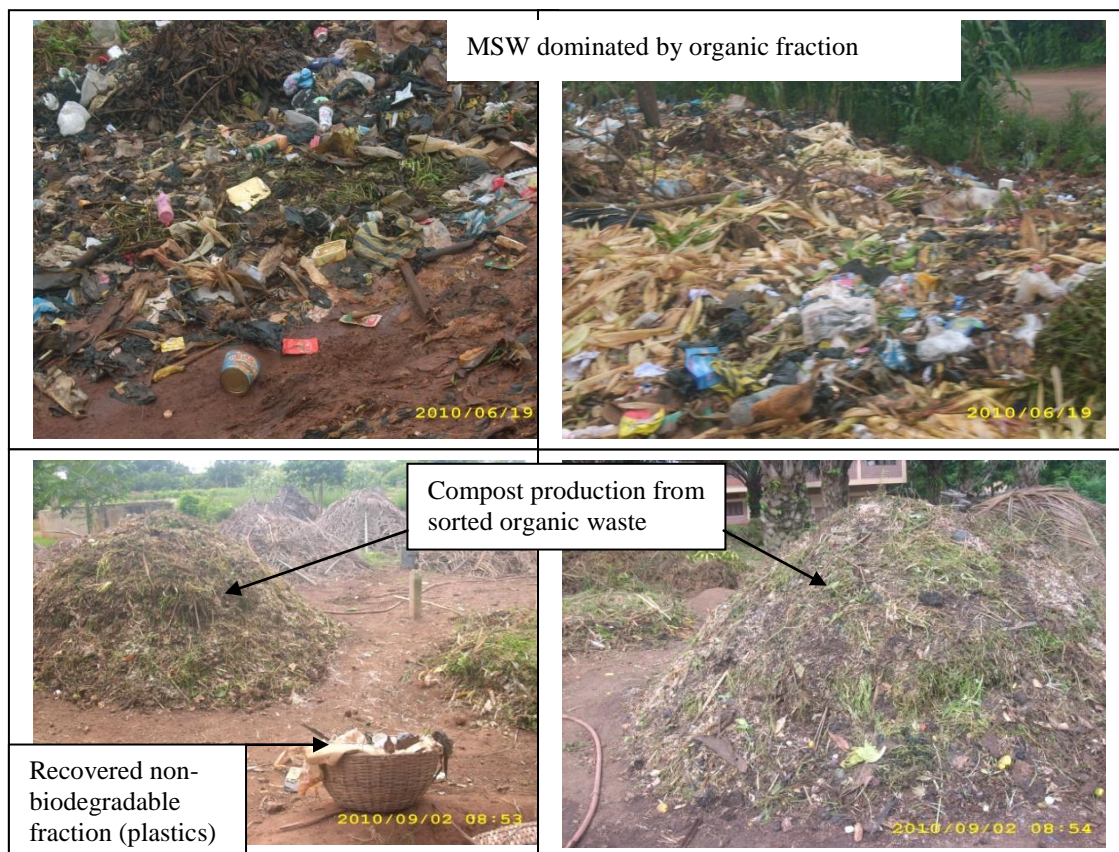 MSW dominated by organic fraction
2010/06/19
2010/06/19
Compost production from
sorted organic waste
Recovered non-
biodegradable
fraction (plastics)
2010/09/02 08:53
2010/09/02 08:54